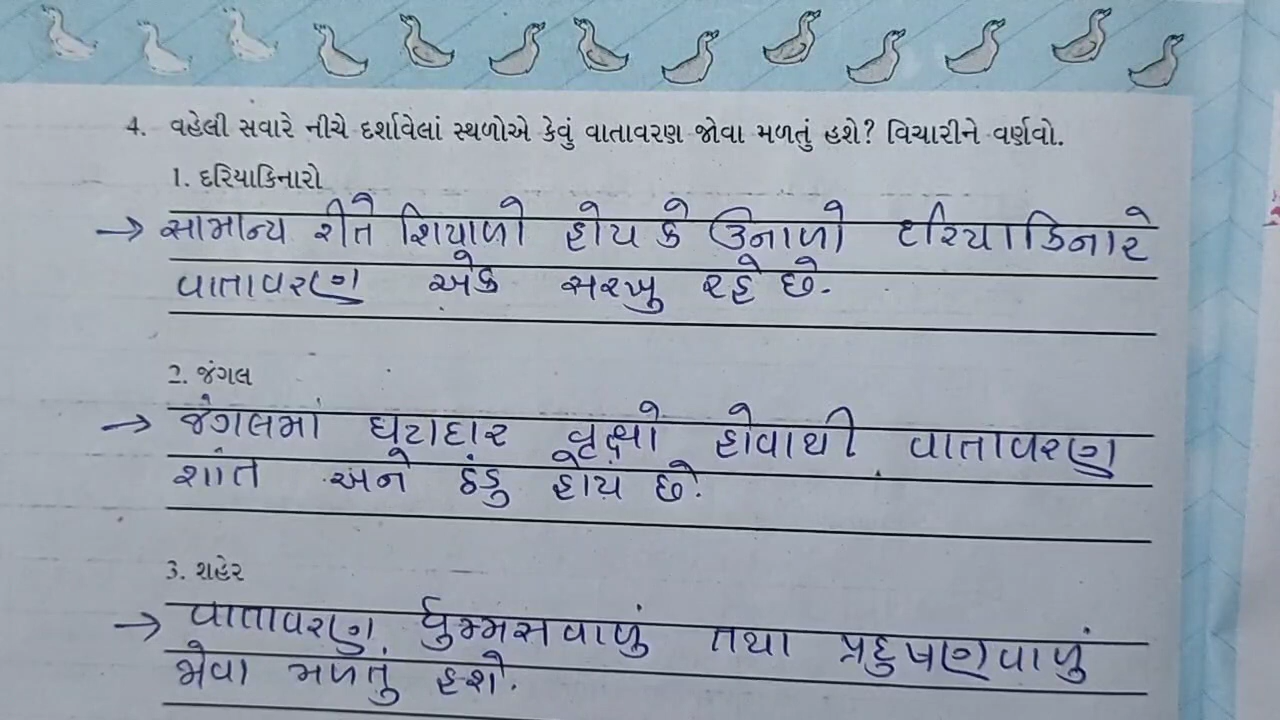 4. વહેલી સવારે નીચે દર્શાવેલાં સ્થળોએ કેવું વાતાવરણ જોવા મળતું હશે? વિચારીને વર્ણવો.
1. દરિયાકિનારો
→ સામાન્ય રીતે શિયાળો હોય કે ઉનાળો દરિયાકિનારે
વાતાવરણ એક સરખુ રહે છે.
2. જંગલ
→ જંગલમાં ઘટાદાર વૃક્ષો હોવાથી વાતાવરણ
શાંત અને ઠંડુ હોય છે.
3. શહેર
→ વાતાવરણ ધુમ્મસવાળું તથા પ્રદુષણવાળું
જોવા મળતું હશે.